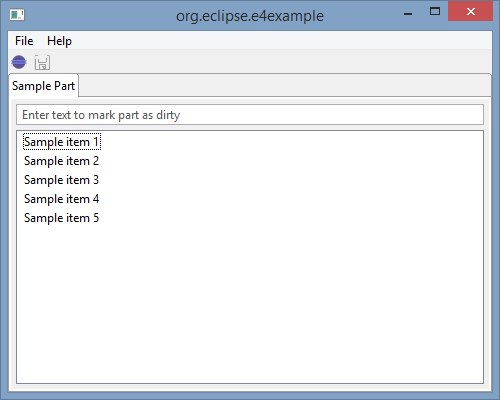 org.eclipse.e4example
File Help
Sample Part
Enter text to mark part as dirty
Sample item 1
Sample item 2
Sample item 3
Sample item 4
Sample item 5